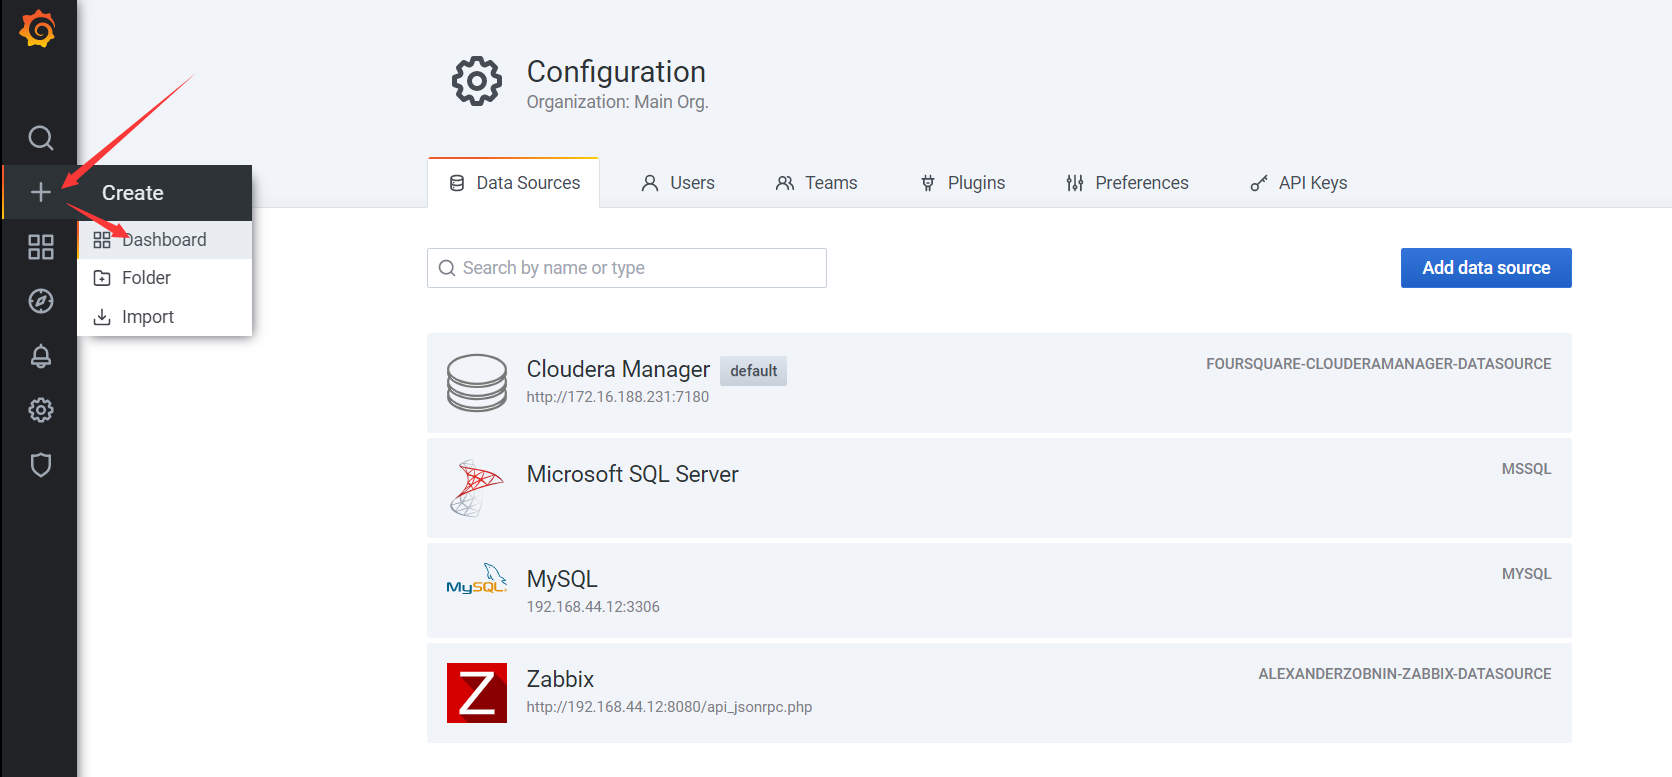 Configuration
Organization: Main Org.
Create
Dashboard
Folder
Import
Data Sources
Users
Teams
Plugins
Preferences
API Keys
Search by name or type
Add data source
Cloudera Manager
default
http://172.16.188.231:7180
FOURSQUARE-CLOUDERAMANAGER-DATASOURCE
Microsoft SQL Server
MSSQL
MySQL
MySQL
192.168.44.12:3306
MYSQL
Z
Zabbix
http://192.168.44.12:8080/api_jsonrpc.php
ALEXANDERZOBNIN-ZABBIX-DATASOURCE